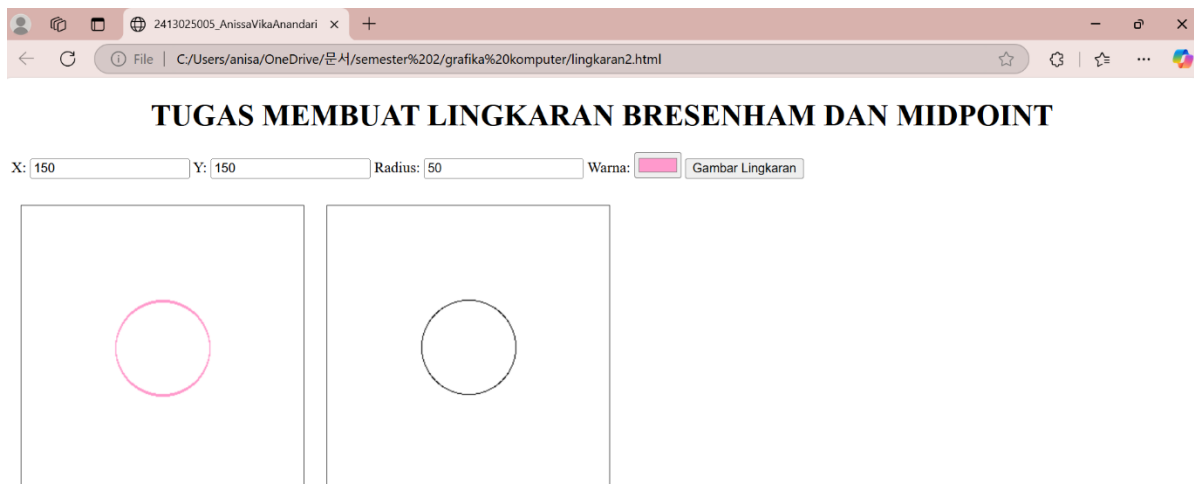 2413025005_AnissaVikaAnandari
File C:/Users/anisa/OneDrive/문서/semester%202/grafika%20komputer/lingkaran2.html
TUGAS MEMBUAT LINGKARAN BRESENHAM DAN MIDPOINT
X: 150 Y: 150 Radius: 50 Warna: Gambar Lingkaran